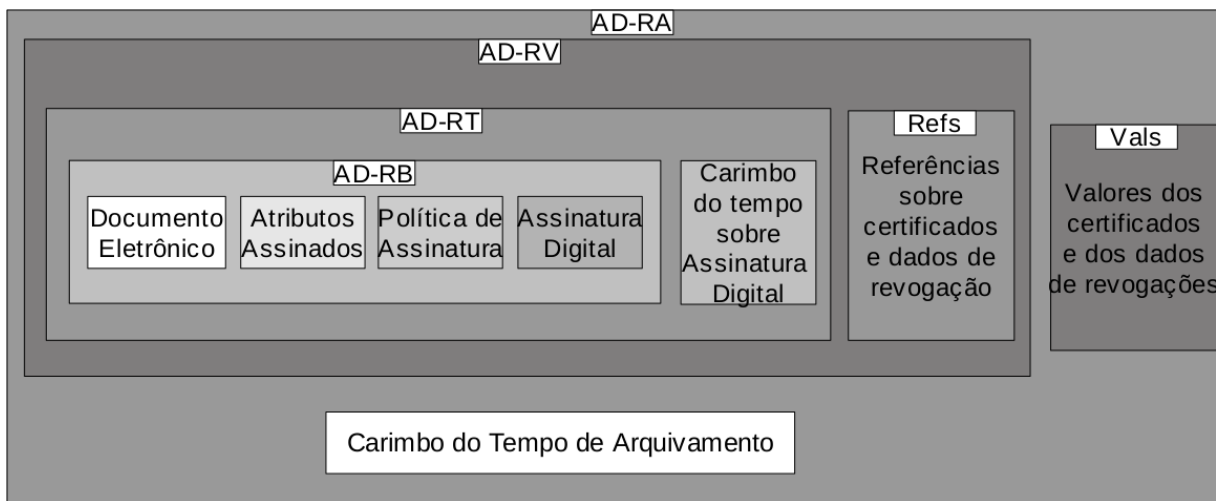 AD-RA
AD-RV
AD-RT
AD-RB
Documento
Eletrônico
Atributos
Assinados
Política de
Assinatura
Assinatura
Digital
Carimbo
do tempo
sobre
Assinatura
Digital
Refs
Referências
sobre
certificados
e dados de
revogação
Vals
Valores dos
certificados
e dos dados
de revogações
Carimbo do Tempo de Arquivamento